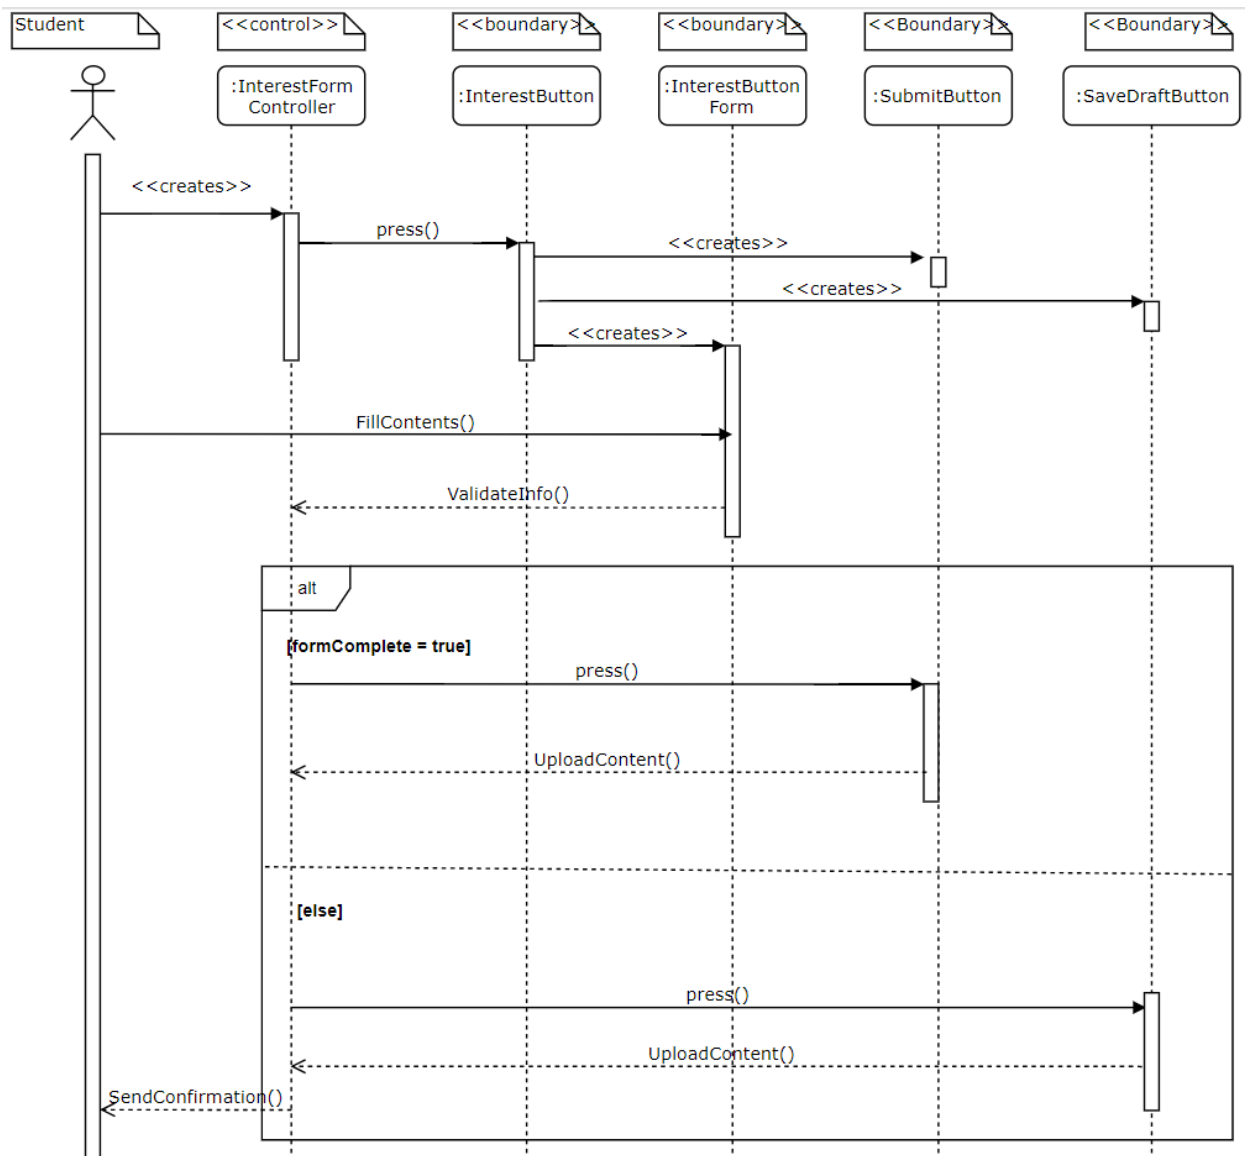 Student
<<control>>
<<boundary>>
<<boundary>>
<<Boundary>>
<<Boundary>>
:InterestForm
Controller
:InterestButton
:InterestButton
Form
:SubmitButton
:SaveDraftButton
<<creates>>
press()
<<creates>>
<<creates>>
<<creates>>
FillContents()
ValidateInfo()
alt
[formComplete = true]
press()
UploadContent()
[else]
press()
UploadContent()
SendConfirmation()